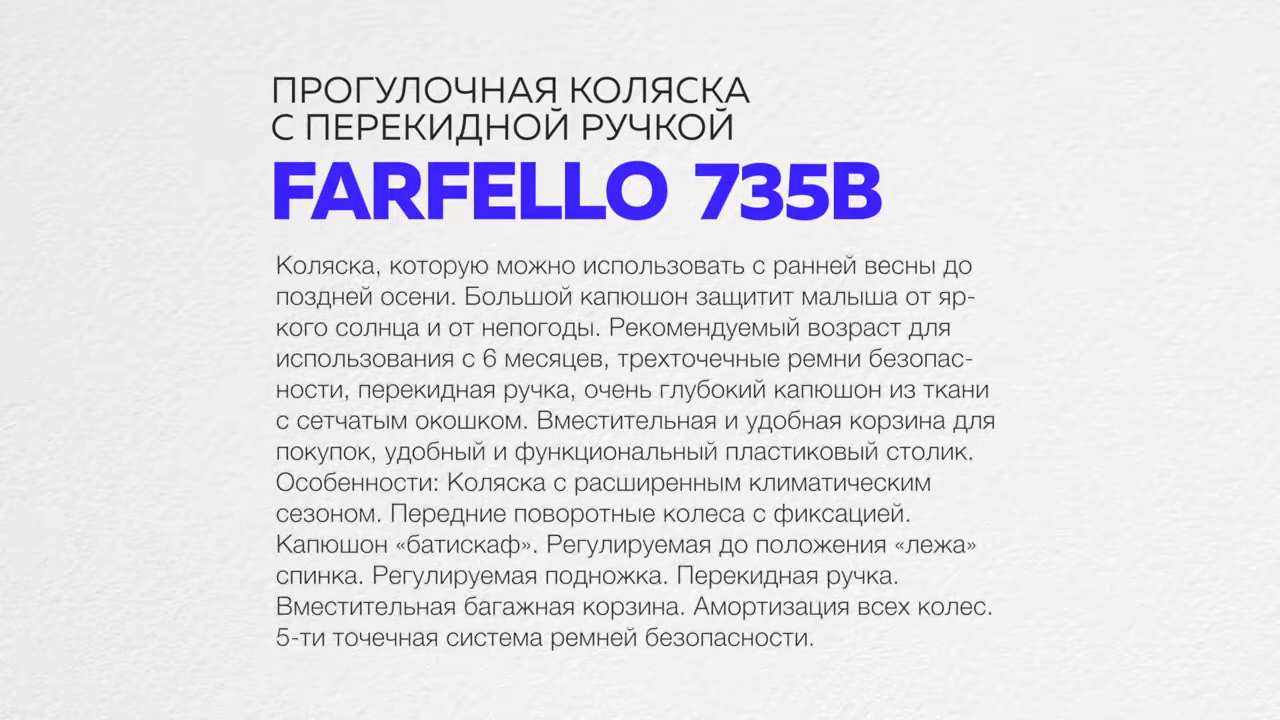 ПРОГУЛОЧНАЯ КОЛЯСКА
С ПЕРЕКИДНОЙ РУЧКОЙ
FARFELLO 735B
Коляска, которую можно использовать с ранней весны до
поздней осени. Большой капюшон защитит малыша от яр-
кого солнца и от непогоды. Рекомендуемый возраст для
использования с 6 месяцев, трехточечные ремни безопас-
ности, перекидная ручка, очень глубокий капюшон из ткани
с сетчатым окошком. Вместительная и удобная корзина для
покупок, удобный и функциональный пластиковый столик.
Особенности: Коляска с расширенным климатическим
сезоном. Передние поворотные колеса с фиксацией.
Капюшон «батискаф». Регулируемая до положения «лежа»
спинка. Регулируемая подножка. Перекидная ручка.
Вместительная багажная корзина. Амортизация всех колес.
5-ти точечная система ремней безопасности.